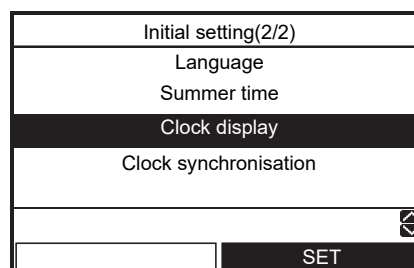 Initial setting(2/2)
Language
Summer time
Clock display
Clock synchronisation
SET